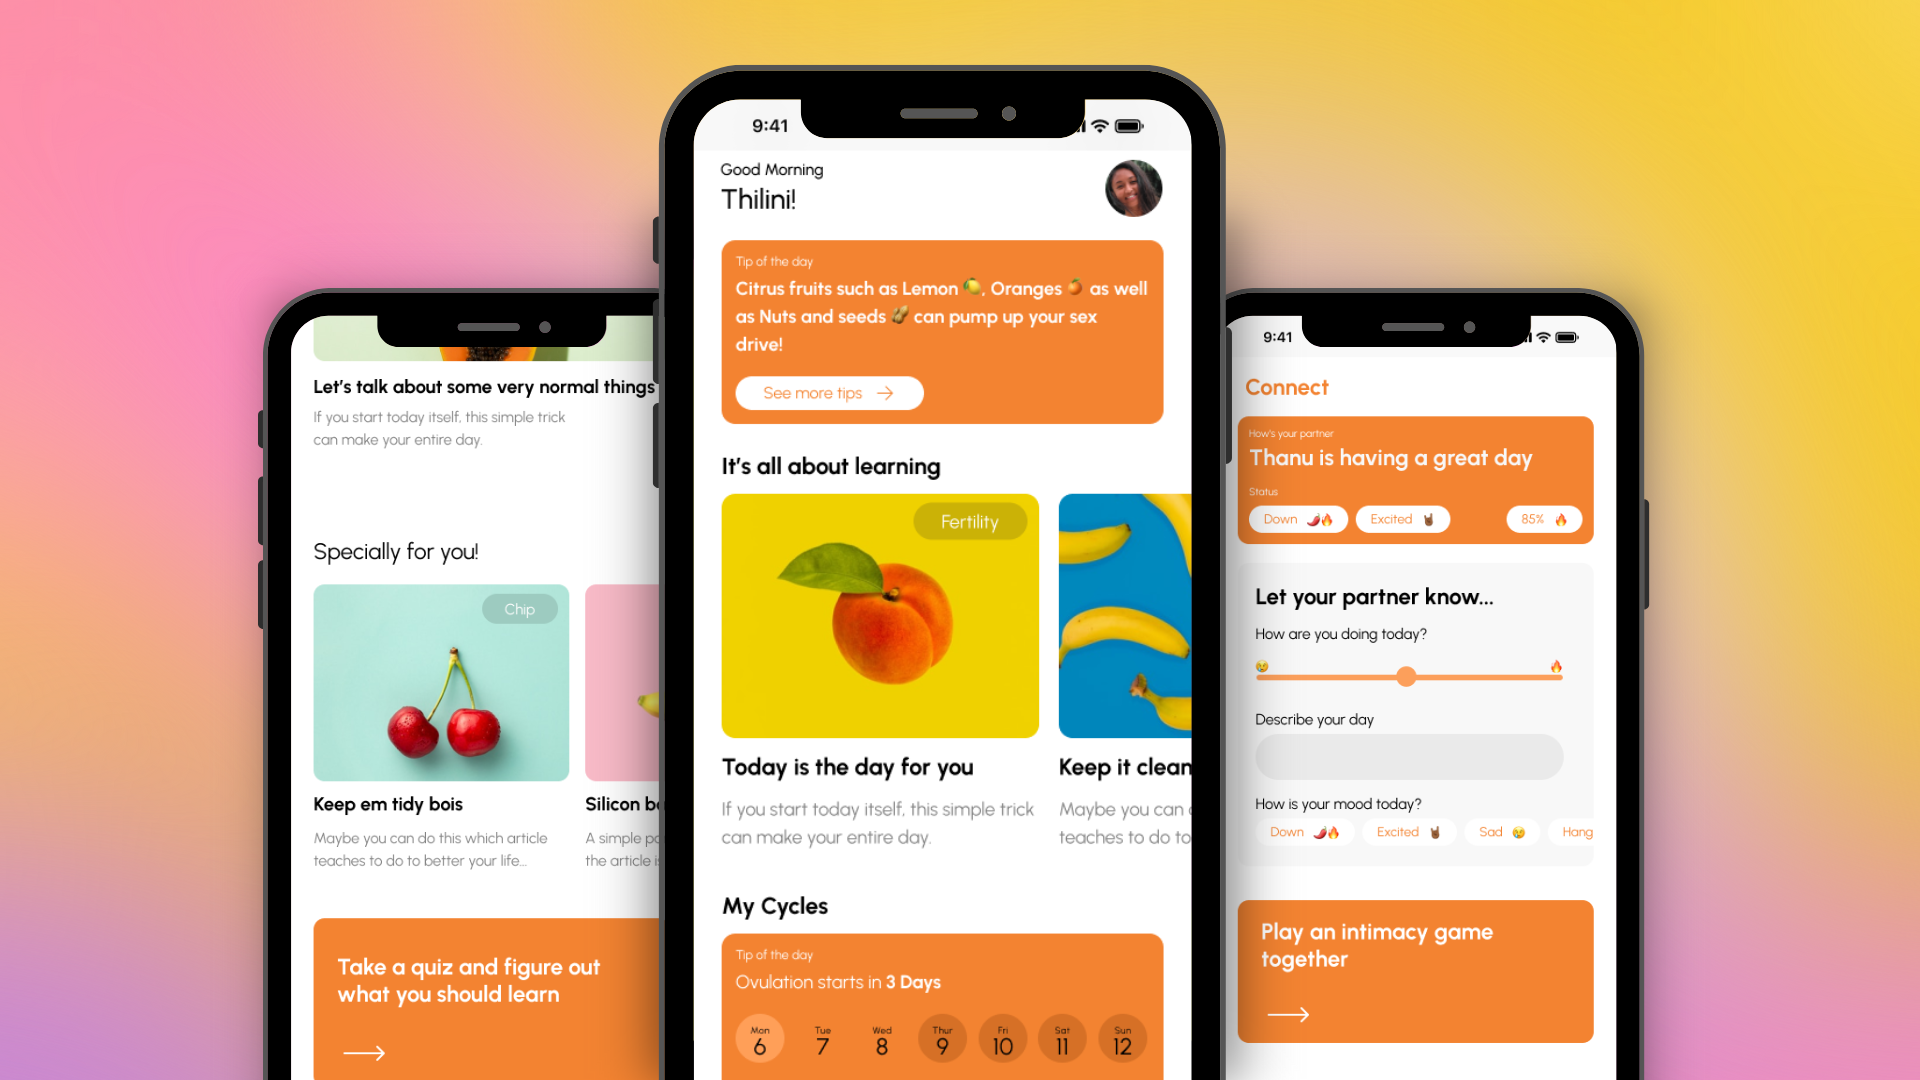 Let's talk about some very normal things
If you start today itself, this simple trick
can make your entire day.
Specially for you!
Chip
Keep em tidy bois
Maybe you can do this which article
teaches to do to better your life...
Silicon
A simple
the article
Take a quiz and figure out
what you should learn
9:41
Good Morning
Thilini!
Tip of the day
Citrus fruits such as Lemon 🍋, Oranges 🍊 as well
as Nuts and seeds 🥜 can pump up your sex
drive!
See more tips →
It's all about learning
Fertility
Today is the day for you
If you start today itself, this simple trick
can make your entire day.
Keep it clean
Maybe you can
teaches to do to
My Cycles
Tip of the day
Ovulation starts in 3 Days
Mon Tue Wed Thur Fri Sat Sun
6 7 8 9 10 11 12
9:41
Connect
How's your partner
Thanu is having a great day
Status
Down 🌶️🔥 Excited 🤘🏾 85% 🔥
Let your partner know...
How are you doing today?
Describe your day
How is your mood today?
Down 🌶️🔥 Excited 🤘🏾 Sad 😢 Hang
Play an intimacy game
together